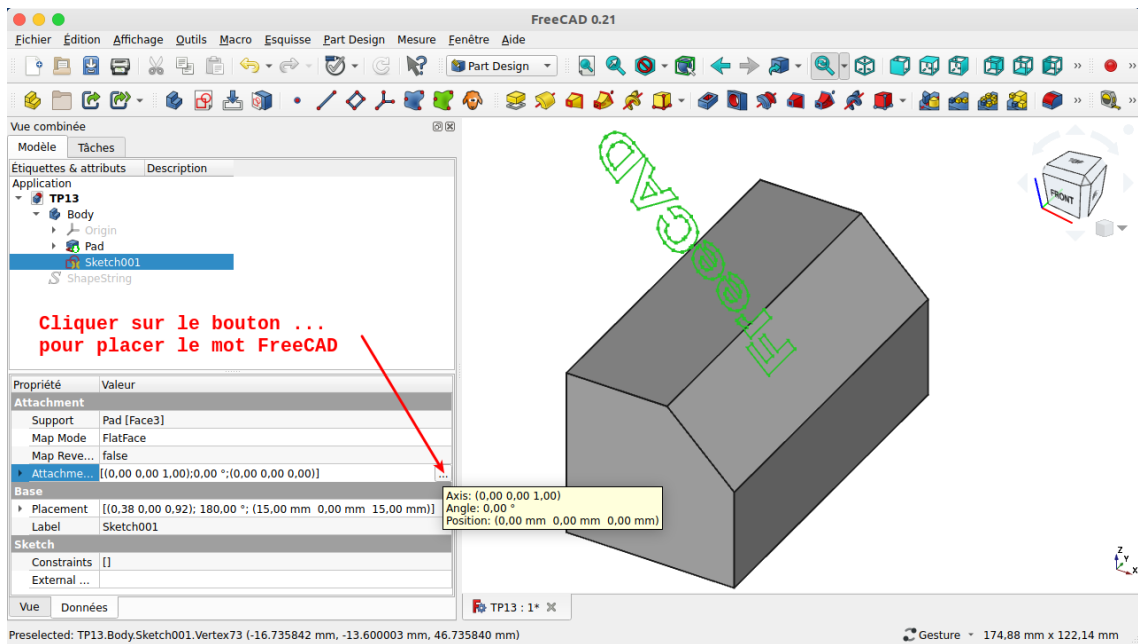 FreeCAD 0.21
Fichier Édition Affichage Outils Macro Esquisse Part Design Mesure Fenêtre Aide
Part Design
Vue combinée
Modèle Tâches
Étiquettes & attributs Description
Application
TP13
Body
Origin
Pad
Sketch001
ShapeString
Cliquer sur le bouton ...
pour placer le mot FreeCAD
Propriété Valeur
Attachment
Support Pad [Face3]
Map Mode FlatFace
Map Reve... false
Attachme... [(0,00 0,00 1,00);0,00 °;(0,00 0,00 0,00)] ...
Base
Placement [(0,38 0,00 0,92); 180,00 °; (15,00 mm 0,00 mm 15,00 mm)]
Label Sketch001
Sketch
Constraints []
External ...
Vue Données
Axis: (0,00 0,00 1,00)
Angle: 0,00 °
Position: (0,00 mm 0,00 mm 0,00 mm)
FreeCAD
FRONT
Z
Y
X
TP13 : 1*
Preselected: TP13.Body.Sketch001.Vertex73 (-16.735842 mm, -13.600003 mm, 46.735840 mm)
Gesture 174,88 mm x 122,14 mm